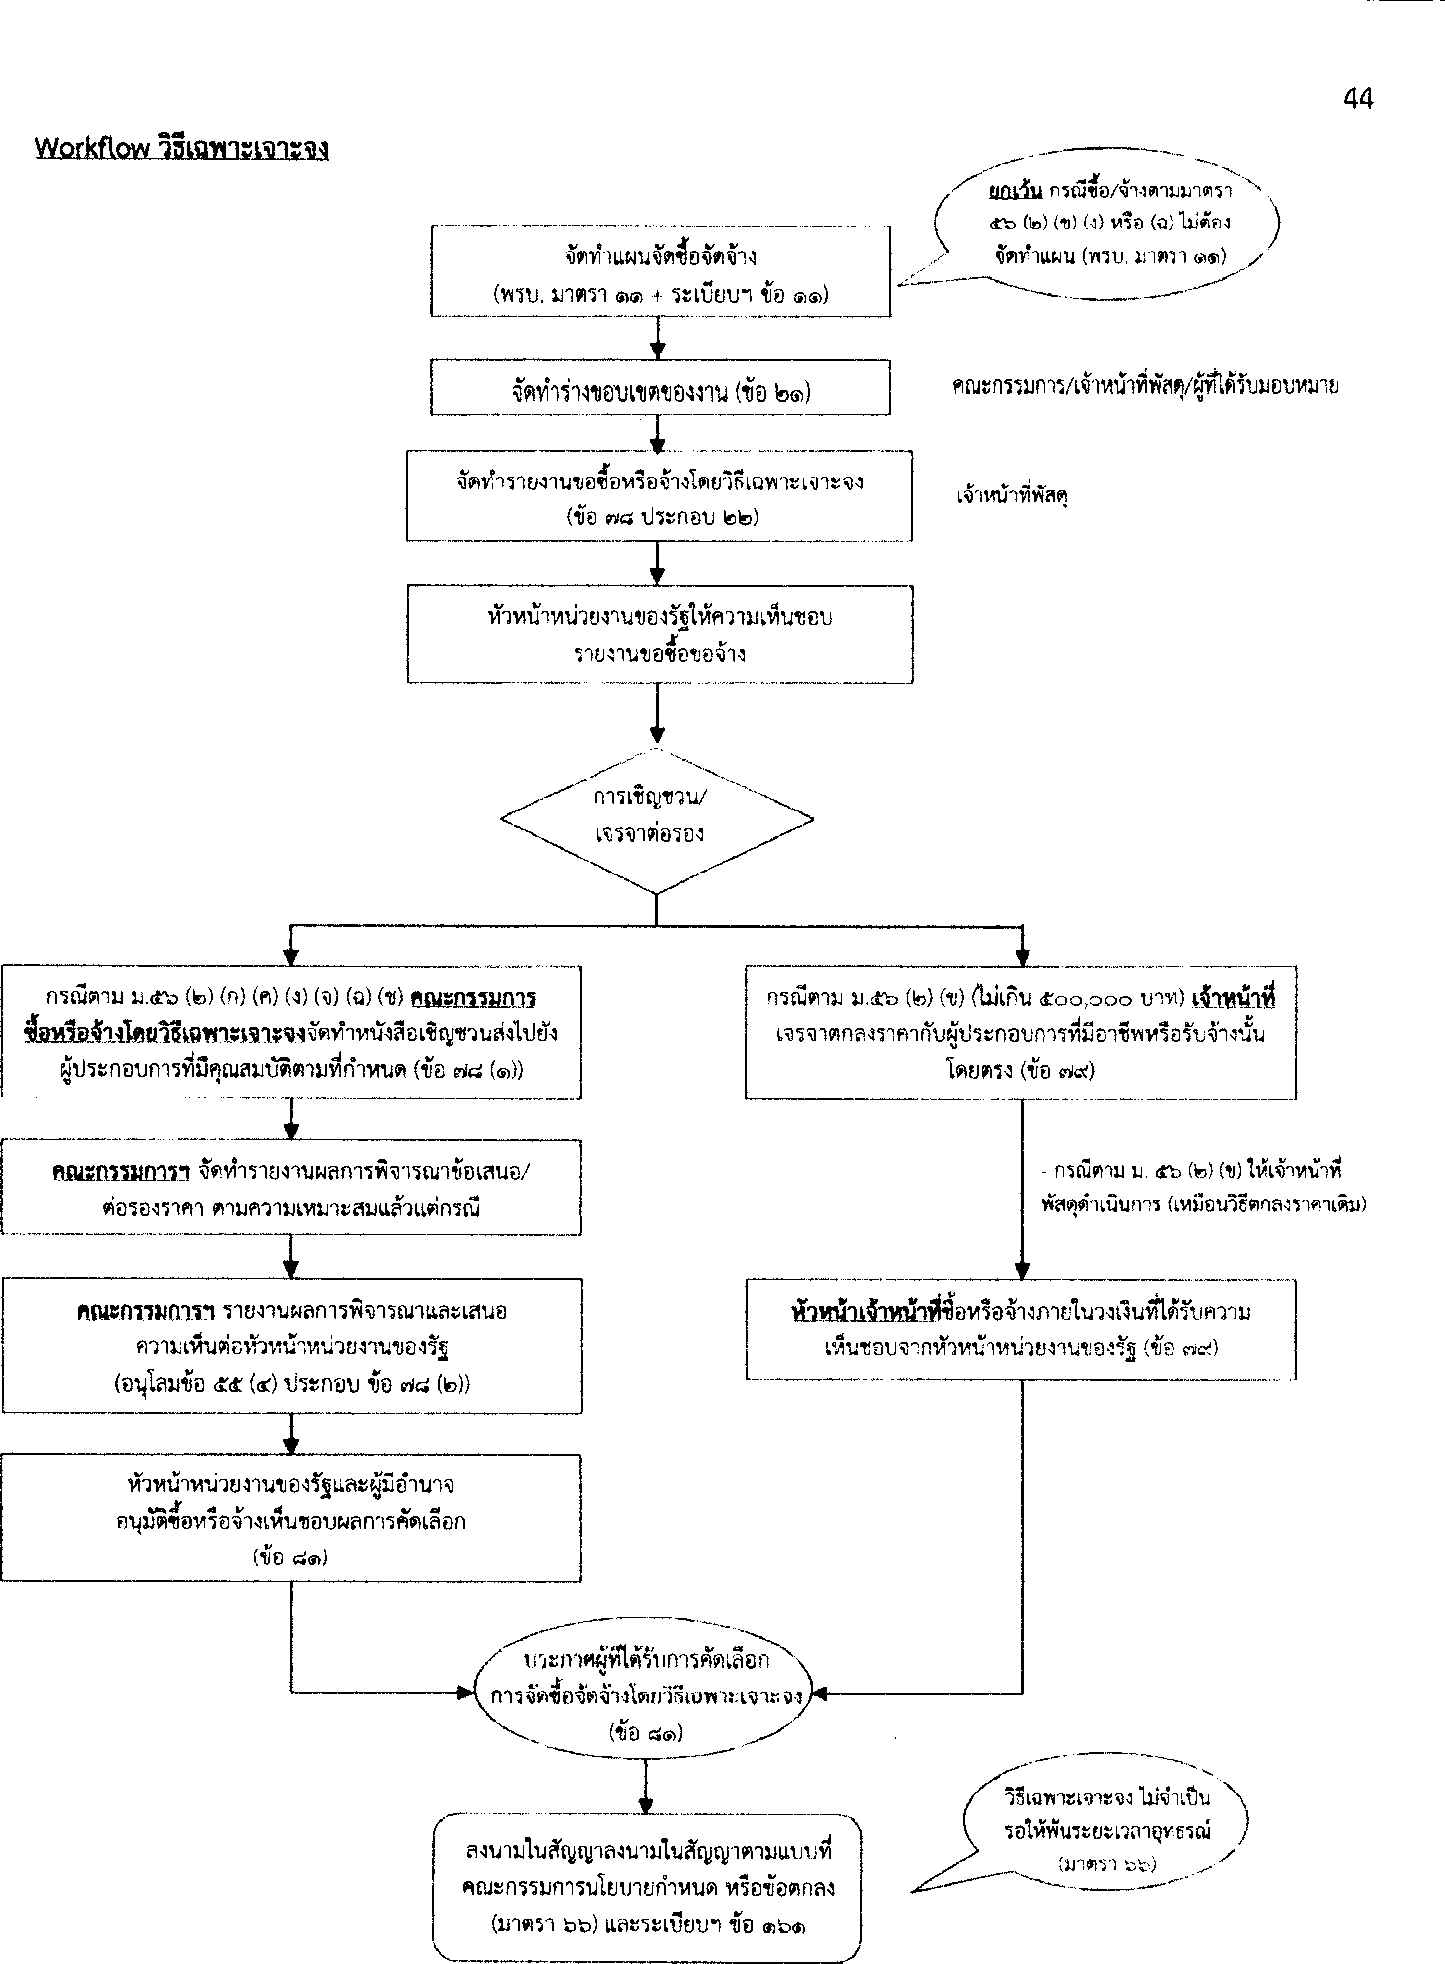 44
Workflow วิธีเฉพาะเจาะจง
ยกเว้น กรณีซื้อ/จ้างตามมาตรา
๕๖ (๒) (ข) (ง) หรือ (ฉ) ไม่ต้อง
จัดทำแผน (พรบ. มาตรา ๑๑)
จัดทำแผนจัดซื้อจัดจ้าง
(พรบ. มาตรา ๑๑ + ระเบียบฯ ข้อ ๑๑)
จัดทำร่างขอบเขตของงาน (ข้อ ๒๑)
คณะกรรมการ/เจ้าหน้าที่พัสดุ/ผู้ที่ได้รับมอบหมาย
จัดทำรายงานขอซื้อหรือจ้างโดยวิธีเฉพาะเจาะจง
(ข้อ ๗๘ ประกอบ ๒๒)
เจ้าหน้าที่พัสดุ
หัวหน้าหน่วยงานของรัฐให้ความเห็นชอบ
รายงานขอซื้อขอจ้าง
การเชิญชวน/
เจรจาต่อรอง
กรณีตาม ม.๕๖ (๒) (ก) (ค) (ง) (จ) (ฉ) (ช) คณะกรรมการ
ซื้อหรือจ้างโดยวิธีเฉพาะเจาะจงจัดทำหนังสือเชิญชวนส่งไปยัง
ผู้ประกอบการที่มีคุณสมบัติตามที่กำหนด (ข้อ ๗๘ (๑))
กรณีตาม ม.๕๖ (๒) (ข) (ไม่เกิน ๕๐๐,๐๐๐ บาท) เจ้าหน้าที่
เจรจาตกลงราคากับผู้ประกอบการที่มีอาชีพหรือรับจ้างนั้น
โดยตรง (ข้อ ๗๙)
คณะกรรมการฯ จัดทำรายงานผลการพิจารณาข้อเสนอ/
ต่อรองราคา ตามความเหมาะสมแล้วแต่กรณี
- กรณีตาม ม. ๕๖ (๒) (ข) ให้เจ้าหน้าที่
พัสดุดำเนินการ (เหมือนวิธีตกลงราคาเดิม)
คณะกรรมการฯ รายงานผลการพิจารณาและเสนอ
ความเห็นต่อหัวหน้าหน่วยงานของรัฐ
(อนุโลมข้อ ๕๕ (๔) ประกอบ ข้อ ๗๘ (๒))
หัวหน้าเจ้าหน้าที่ซื้อหรือจ้างภายในวงเงินที่ได้รับความ
เห็นชอบจากหัวหน้าหน่วยงานของรัฐ (ข้อ ๗๙)
หัวหน้าหน่วยงานของรัฐและผู้มีอำนาจ
อนุมัติซื้อหรือจ้างเห็นชอบผลการคัดเลือก
(ข้อ ๘๑)
ประกาศผู้ที่ได้รับการคัดเลือก
การจัดซื้อจัดจ้างโดยวิธีเฉพาะเจาะจง
(ข้อ ๘๑)
วิธีเฉพาะเจาะจง ไม่จำเป็น
รอให้พ้นระยะเวลาอุทธรณ์
(มาตรา ๖๖)
ลงนามในสัญญาลงนามในสัญญาตามแบบที่
คณะกรรมการนโยบายกำหนด หรือข้อตกลง
(มาตรา ๖๖) และระเบียบฯ ข้อ ๑๖๑